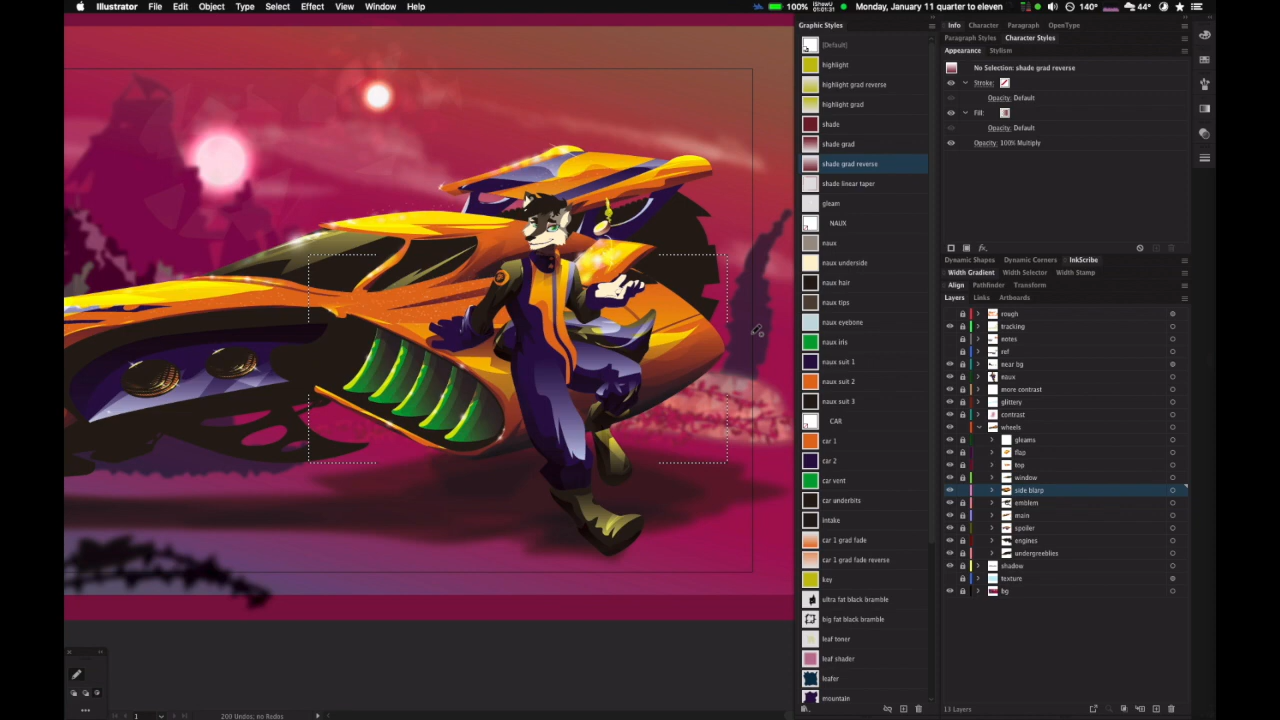 Illustrator File Edit Object Type Select Effect View Window Help
100% iShowU 01:01:31 140° 44° Monday, January 11 quarter to eleven
Graphic Styles
[Default]
highlight
highlight grad reverse
highlight grad
shade
shade grad
shade grad reverse
shade linear taper
gleam
NAUX
naux
naux underside
naux hair
naux tips
naux eyebone
naux iris
naux suit 1
naux suit 2
naux suit 3
CAR
car 1
car 2
car vent
car underbits
intake
car 1 grad fade
car 1 grad fade reverse
key
ultra fat black bramble
big fat black bramble
leaf toner
leaf shader
leafer
mountain
Info Character Paragraph OpenType
Paragraph Styles Character Styles
Appearance Stylism
No Selection: shade grad reverse
Stroke:
Opacity: Default
Fill:
Opacity: Default
Opacity: 100% Multiply
fx
Dynamic Shapes Dynamic Corners InkScribe
Width Gradient Width Selector Width Stamp
Align Pathfinder Transform
Layers Links Artboards
rough
tracking
notes
ref
near bg
naux
more contrast
glittery
contrast
wheels
gleams
flap
top
window
side blarp
emblem
main
spoiler
engines
undergreeblies
shadow
texture
bg
13 Layers
1 200 Undos; no Redos